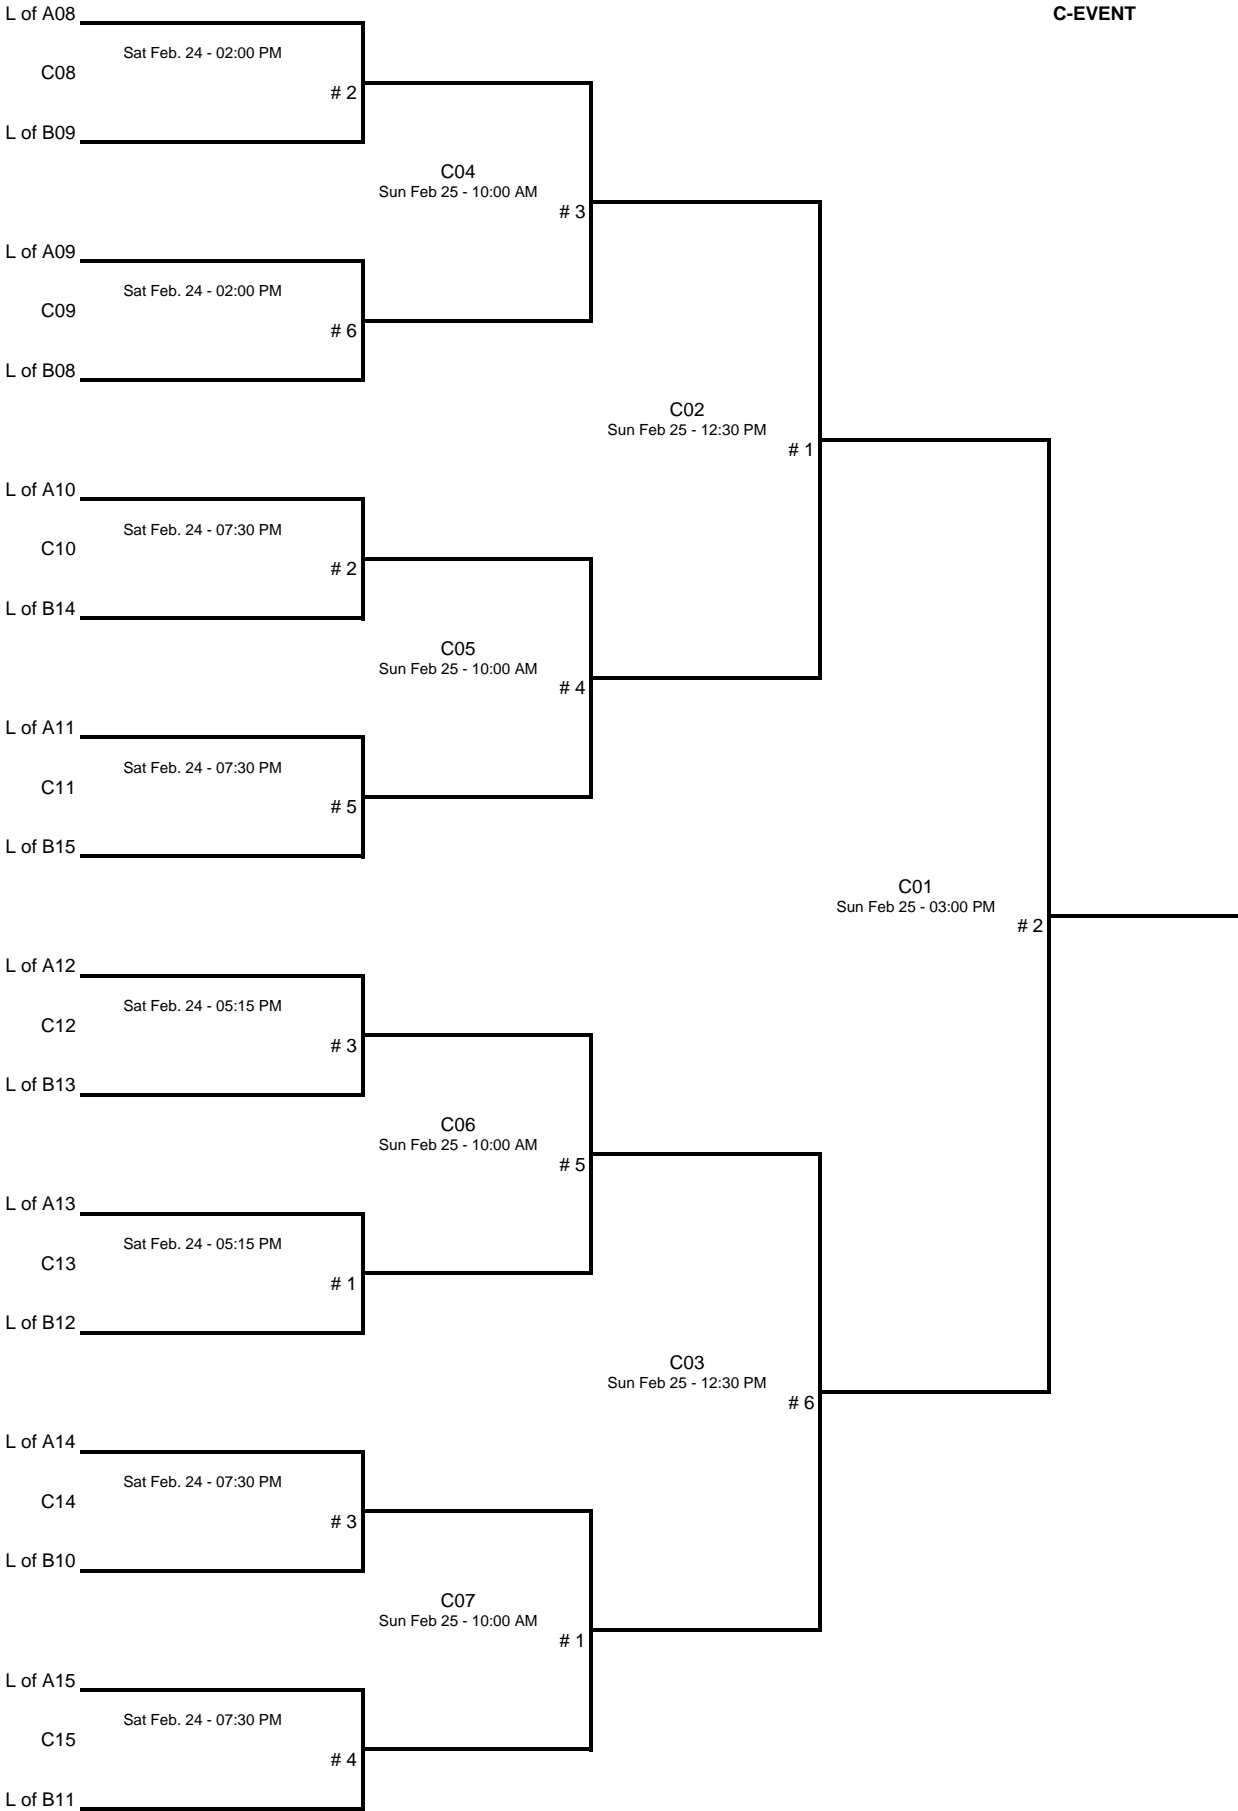 L of A08
C-EVENT
Sat Feb. 24 - 02:00 PM
C08
# 2
L of B09
C04
Sun Feb 25 - 10:00 AM
# 3
L of A09
Sat Feb. 24 - 02:00 PM
C09
# 6
L of B08
C02
Sun Feb 25 - 12:30 PM
# 1
L of A10
Sat Feb. 24 - 07:30 PM
C10
# 2
L of B14
C05
Sun Feb 25 - 10:00 AM
# 4
L of A11
Sat Feb. 24 - 07:30 PM
C11
# 5
L of B15
C01
Sun Feb 25 - 03:00 PM
# 2
L of A12
Sat Feb. 24 - 05:15 PM
C12
# 3
L of B13
C06
Sun Feb 25 - 10:00 AM
# 5
L of A13
Sat Feb. 24 - 05:15 PM
C13
# 1
L of B12
C03
Sun Feb 25 - 12:30 PM
# 6
L of A14
Sat Feb. 24 - 07:30 PM
C14
# 3
L of B10
C07
Sun Feb 25 - 10:00 AM
# 1
L of A15
Sat Feb. 24 - 07:30 PM
C15
# 4
L of B11